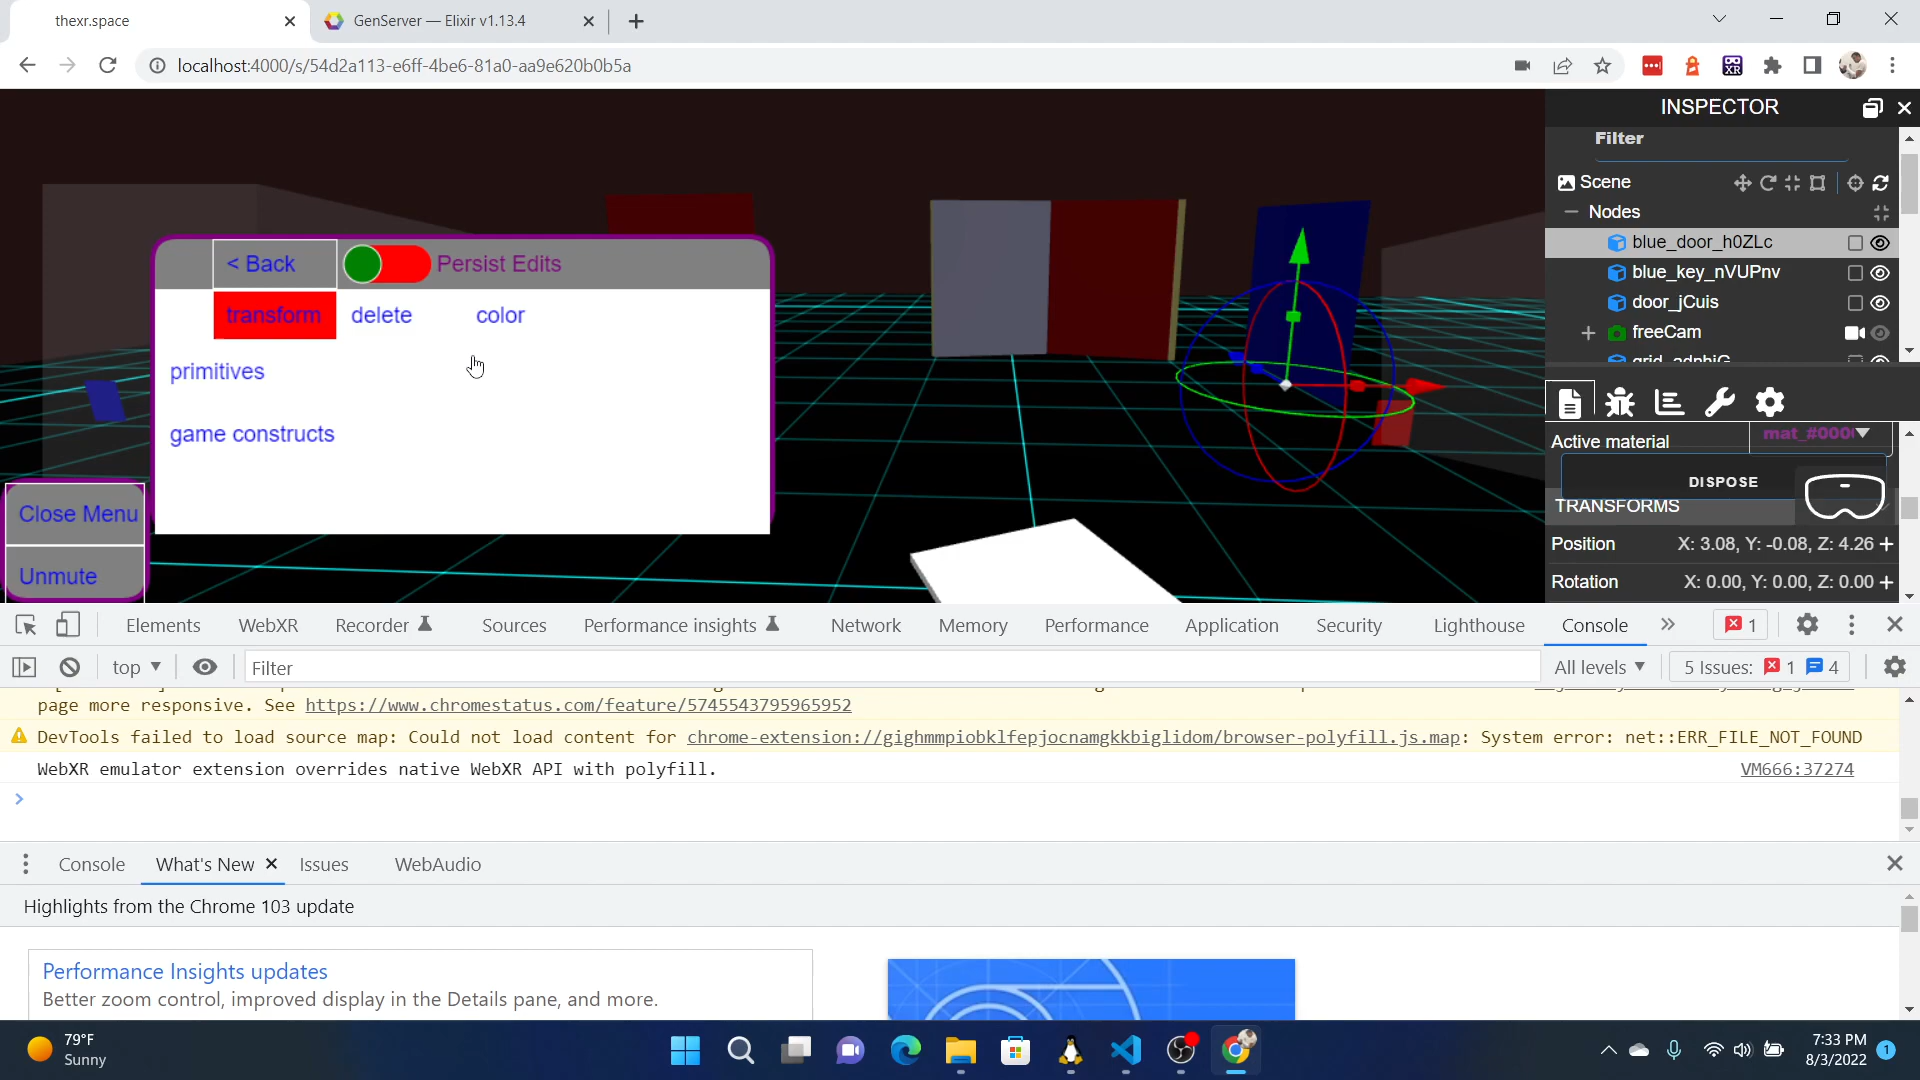 thexr.space
GenServer — Elixir v1.13.4
localhost:4000/s/54d2a113-e6ff-4be6-81a0-aa9e620b0b5a
XR
INSPECTOR
Filter
Scene
Nodes
blue_door_h0ZLc
blue_key_nVUPnv
door_jCuis
freeCam
< Back
Persist Edits
transform
delete
color
primitives
game constructs
Close Menu
Unmute
Active material
DISPOSE
TRANSFORMS
Position X: 3.08, Y: -0.08, Z: 4.26
Rotation X: 0.00, Y: 0.00, Z: 0.00
Elements WebXR Recorder Sources Performance insights Network Memory Performance Application Security Lighthouse Console » 1
top Filter All levels 5 Issues: 1 4
page more responsive. See https://www.chromestatus.com/feature/5745543795965952
DevTools failed to load source map: Could not load content for chrome-extension://gighmmpiobklfepjocnamgkkbiglidom/browser-polyfill.js.map: System error: net::ERR_FILE_NOT_FOUND
WebXR emulator extension overrides native WebXR API with polyfill. VM666:37274
Console What's New Issues WebAudio
Highlights from the Chrome 103 update
Performance Insights updates
Better zoom control, improved display in the Details pane, and more.
79°F
Sunny
7:33 PM
8/3/2022
1